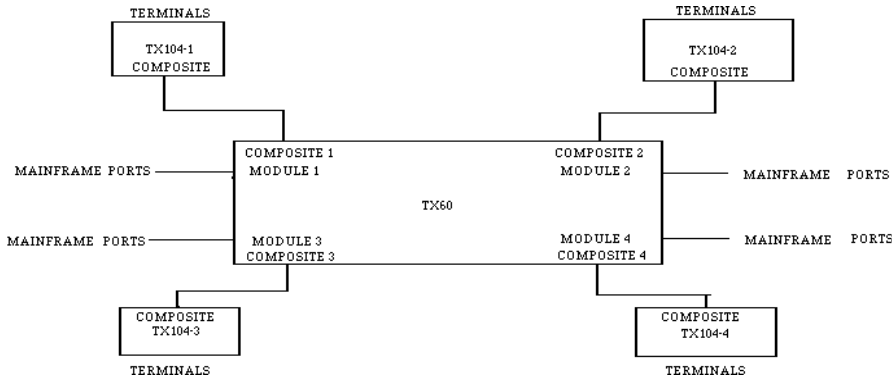 TERMINALS
TX104-1
COMPOSITE
TERMINALS
TX104-2
COMPOSITE
COMPOSITE 1
MODULE 1
COMPOSITE 2
MODULE 2
MAINFRAME PORTS
MAINFRAME PORTS
TX60
MAINFRAME PORTS
MAINFRAME PORTS
MODULE 3
COMPOSITE 3
MODULE 4
COMPOSITE 4
COMPOSITE
TX104-3
TERMINALS
COMPOSITE
TX104-4
TERMINALS